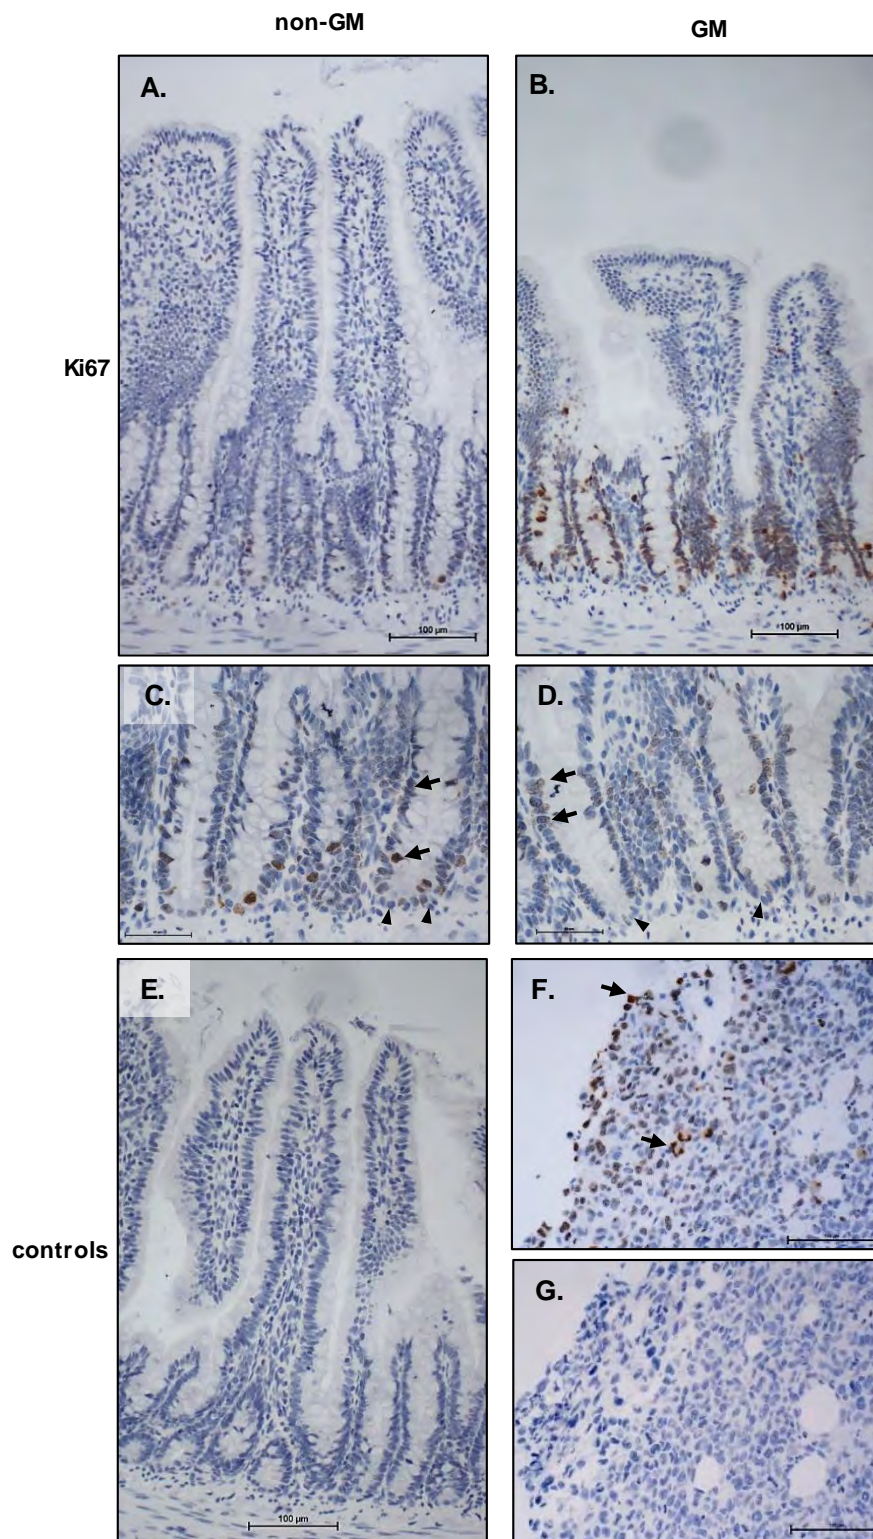 non-GM
GM
A.
B.
Ki67
100 µm
100 µm
C.
D.
E.
F.
controls
G.
100 µm